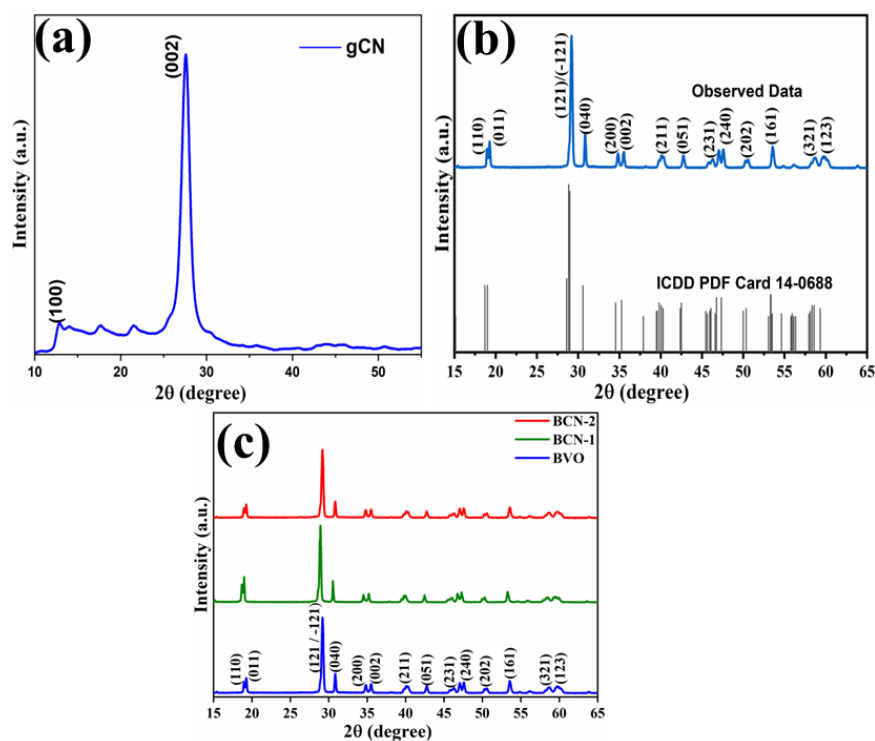 (a)
gCN
(002)
(100)
Intensity (a.u.)
10 20 30 40 50
2θ (degree)
(b)
Observed Data
(110)
(011)
(121)/(-121)
(040)
(200)
(002)
(211)
(051)
(231)
(240)
(202)
(161)
(321)
(123)
ICDD PDF Card 14-0688
Intensity (a.u.)
15 20 25 30 35 40 45 50 55 60 65
2θ (degree)
(c)
BCN-2
BCN-1
BVO
(110)
(011)
(121 / -121)
(040)
(200)
(002)
(211)
(051)
(231)
(240)
(202)
(161)
(321)
(123)
Intensity (a.u.)
15 20 25 30 35 40 45 50 55 60 65
2θ (degree)